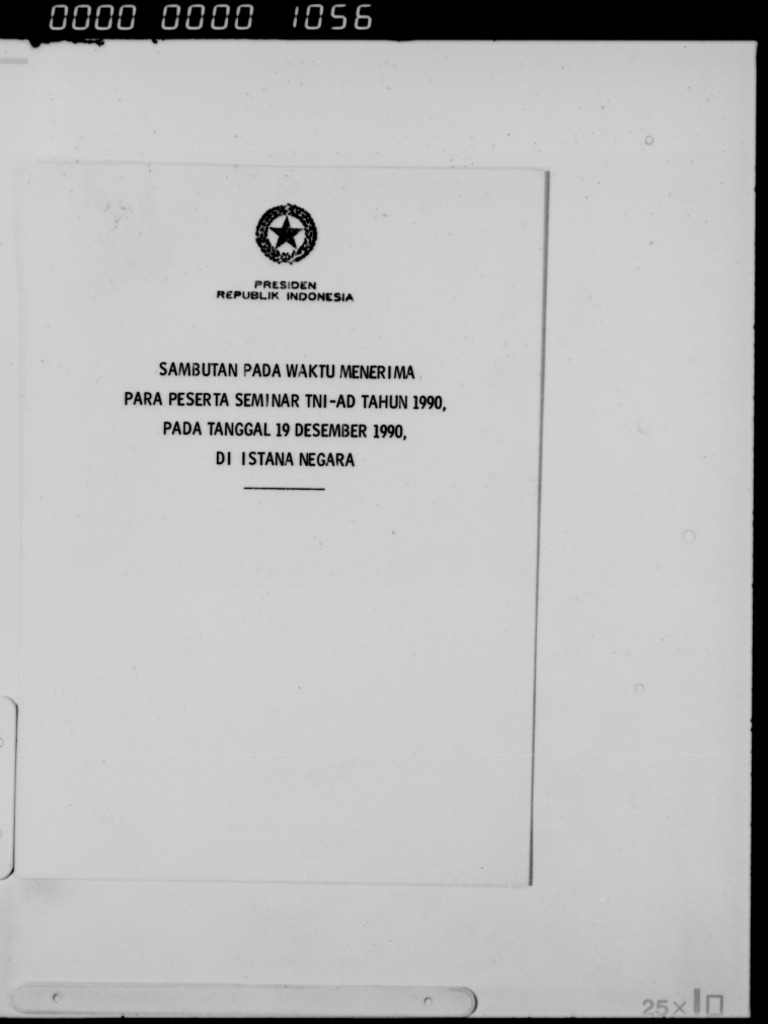 0000 0000 1056
PRESIDEN
REPUBLIK INDONESIA
SAMBUTAN PADA WAKTU MENERIMA
PARA PESERTA SEMINAR TNI-AD TAHUN 1990,
PADA TANGGAL 19 DESEMBER 1990,
DI ISTANA NEGARA
25×